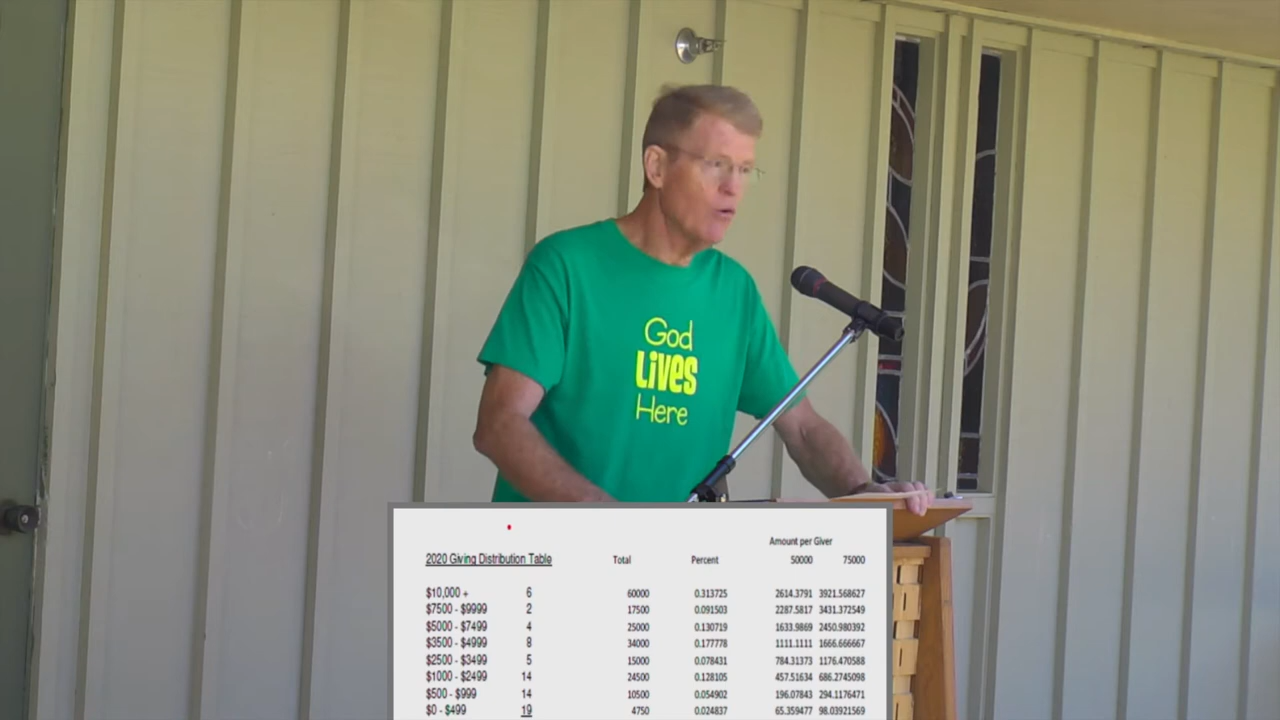 God
Lives
Here
Amount per Giver
2020 Giving Distribution Table Total Percent 50000 75000
$10,000 + 6 60000 0.313725 2614.3791 3921.568627
$7500 - $9999 2 17500 0.091503 2287.5817 3431.372549
$5000 - $7499 4 25000 0.130719 1633.9869 2450.980392
$3500 - $4999 8 34000 0.177778 1111.1111 1666.666667
$2500 - $3499 5 15000 0.078431 784.31373 1176.470588
$1000 - $2499 14 24500 0.128105 457.51634 686.2745098
$500 - $999 14 10500 0.054902 196.07843 294.1176471
$0 - $499 19 4750 0.024837 65.359477 98.03921569